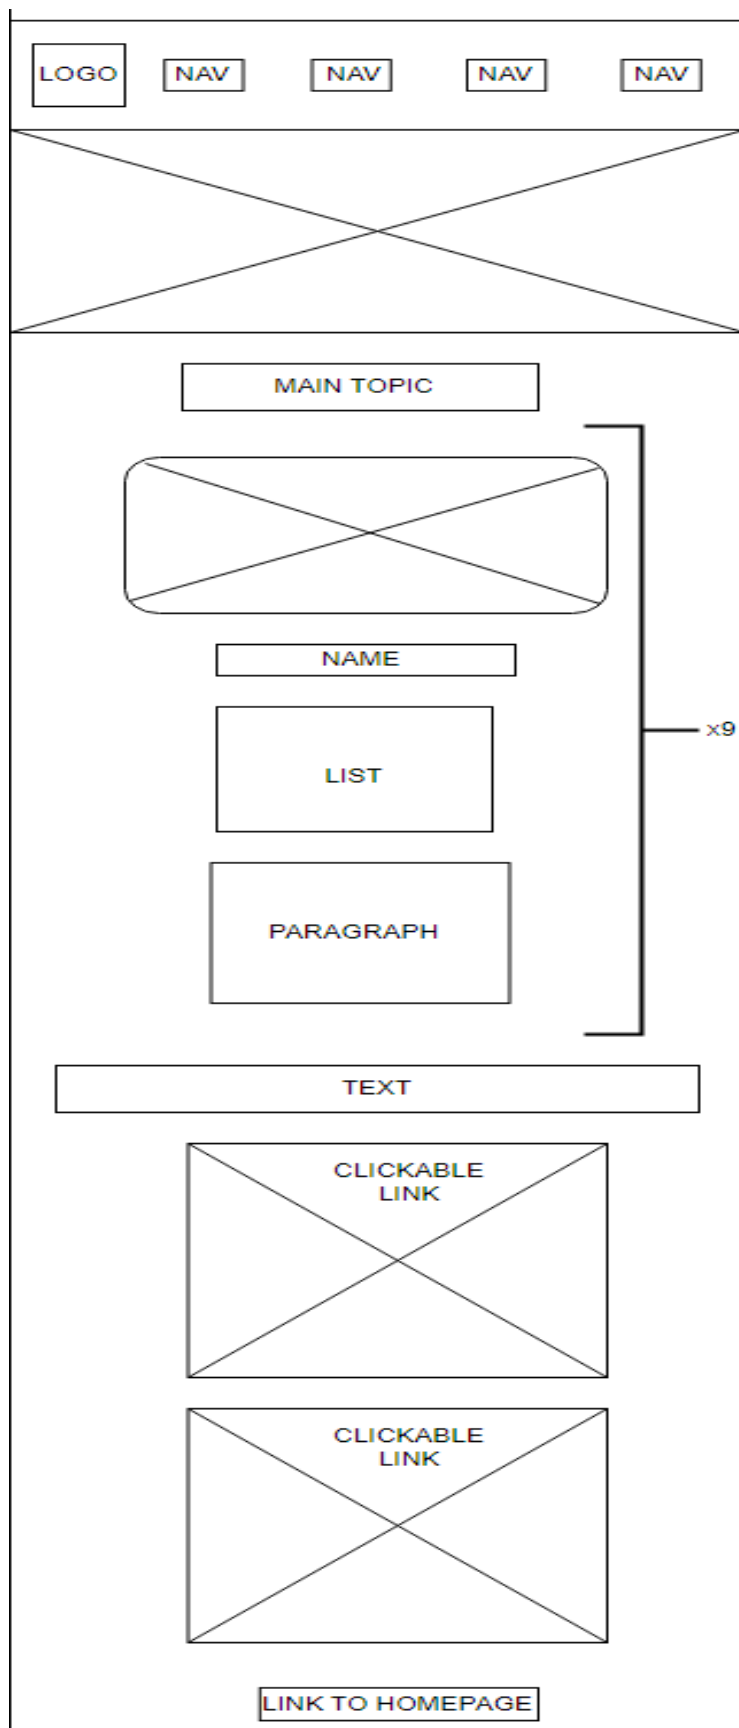 LOGO NAV NAV NAV NAV
MAIN TOPIC
NAME
x9
LIST
PARAGRAPH
TEXT
CLICKABLE
LINK
CLICKABLE
LINK
LINK TO HOMEPAGE